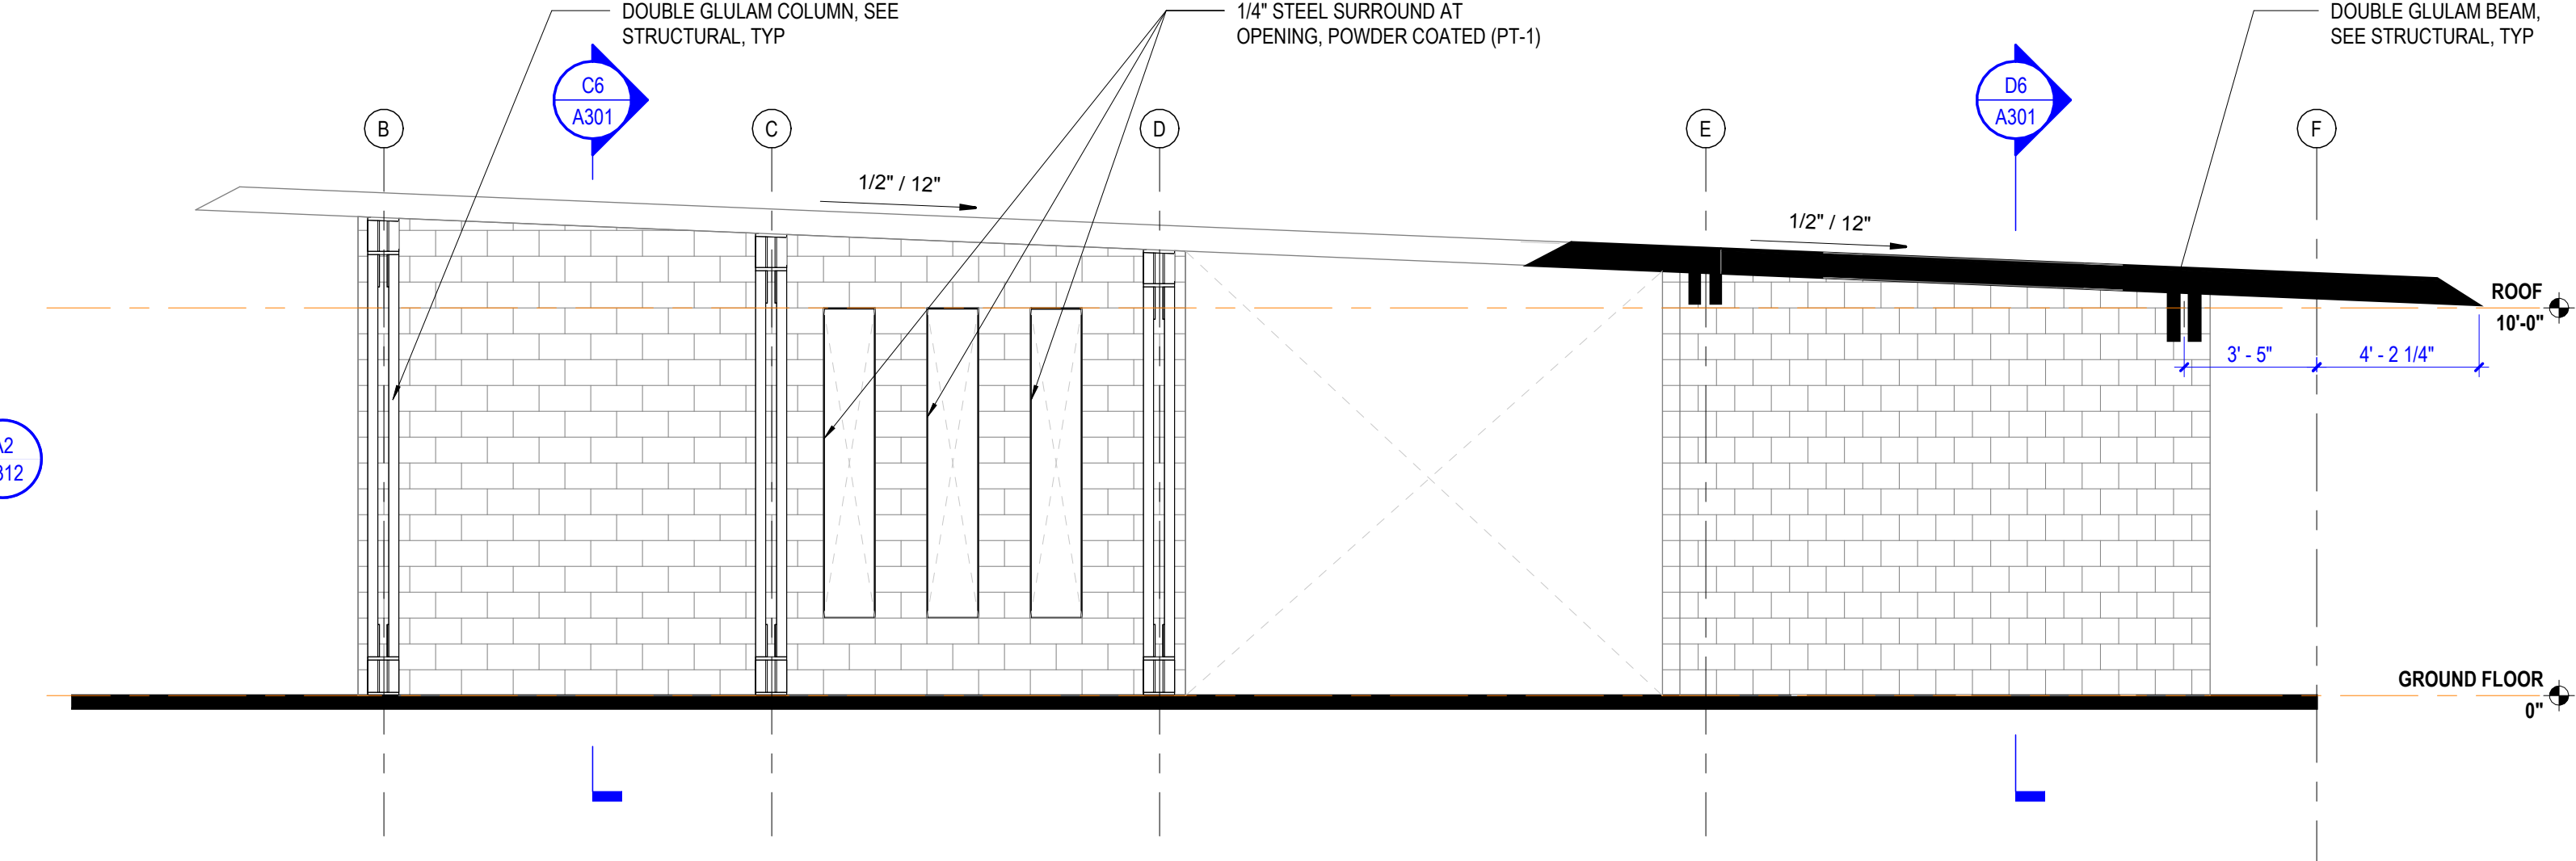 DOUBLE GLULAM COLUMN, SEE
STRUCTURAL, TYP
1/4" STEEL SURROUND AT
OPENING, POWDER COATED (PT-1)
DOUBLE GLULAM BEAM,
SEE STRUCTURAL, TYP
C6
A301
D6
A301
B
C
D
E
F
1/2" / 12"
1/2" / 12"
ROOF
10'-0"
3' - 5"
4' - 2 1/4"
GROUND FLOOR
0"